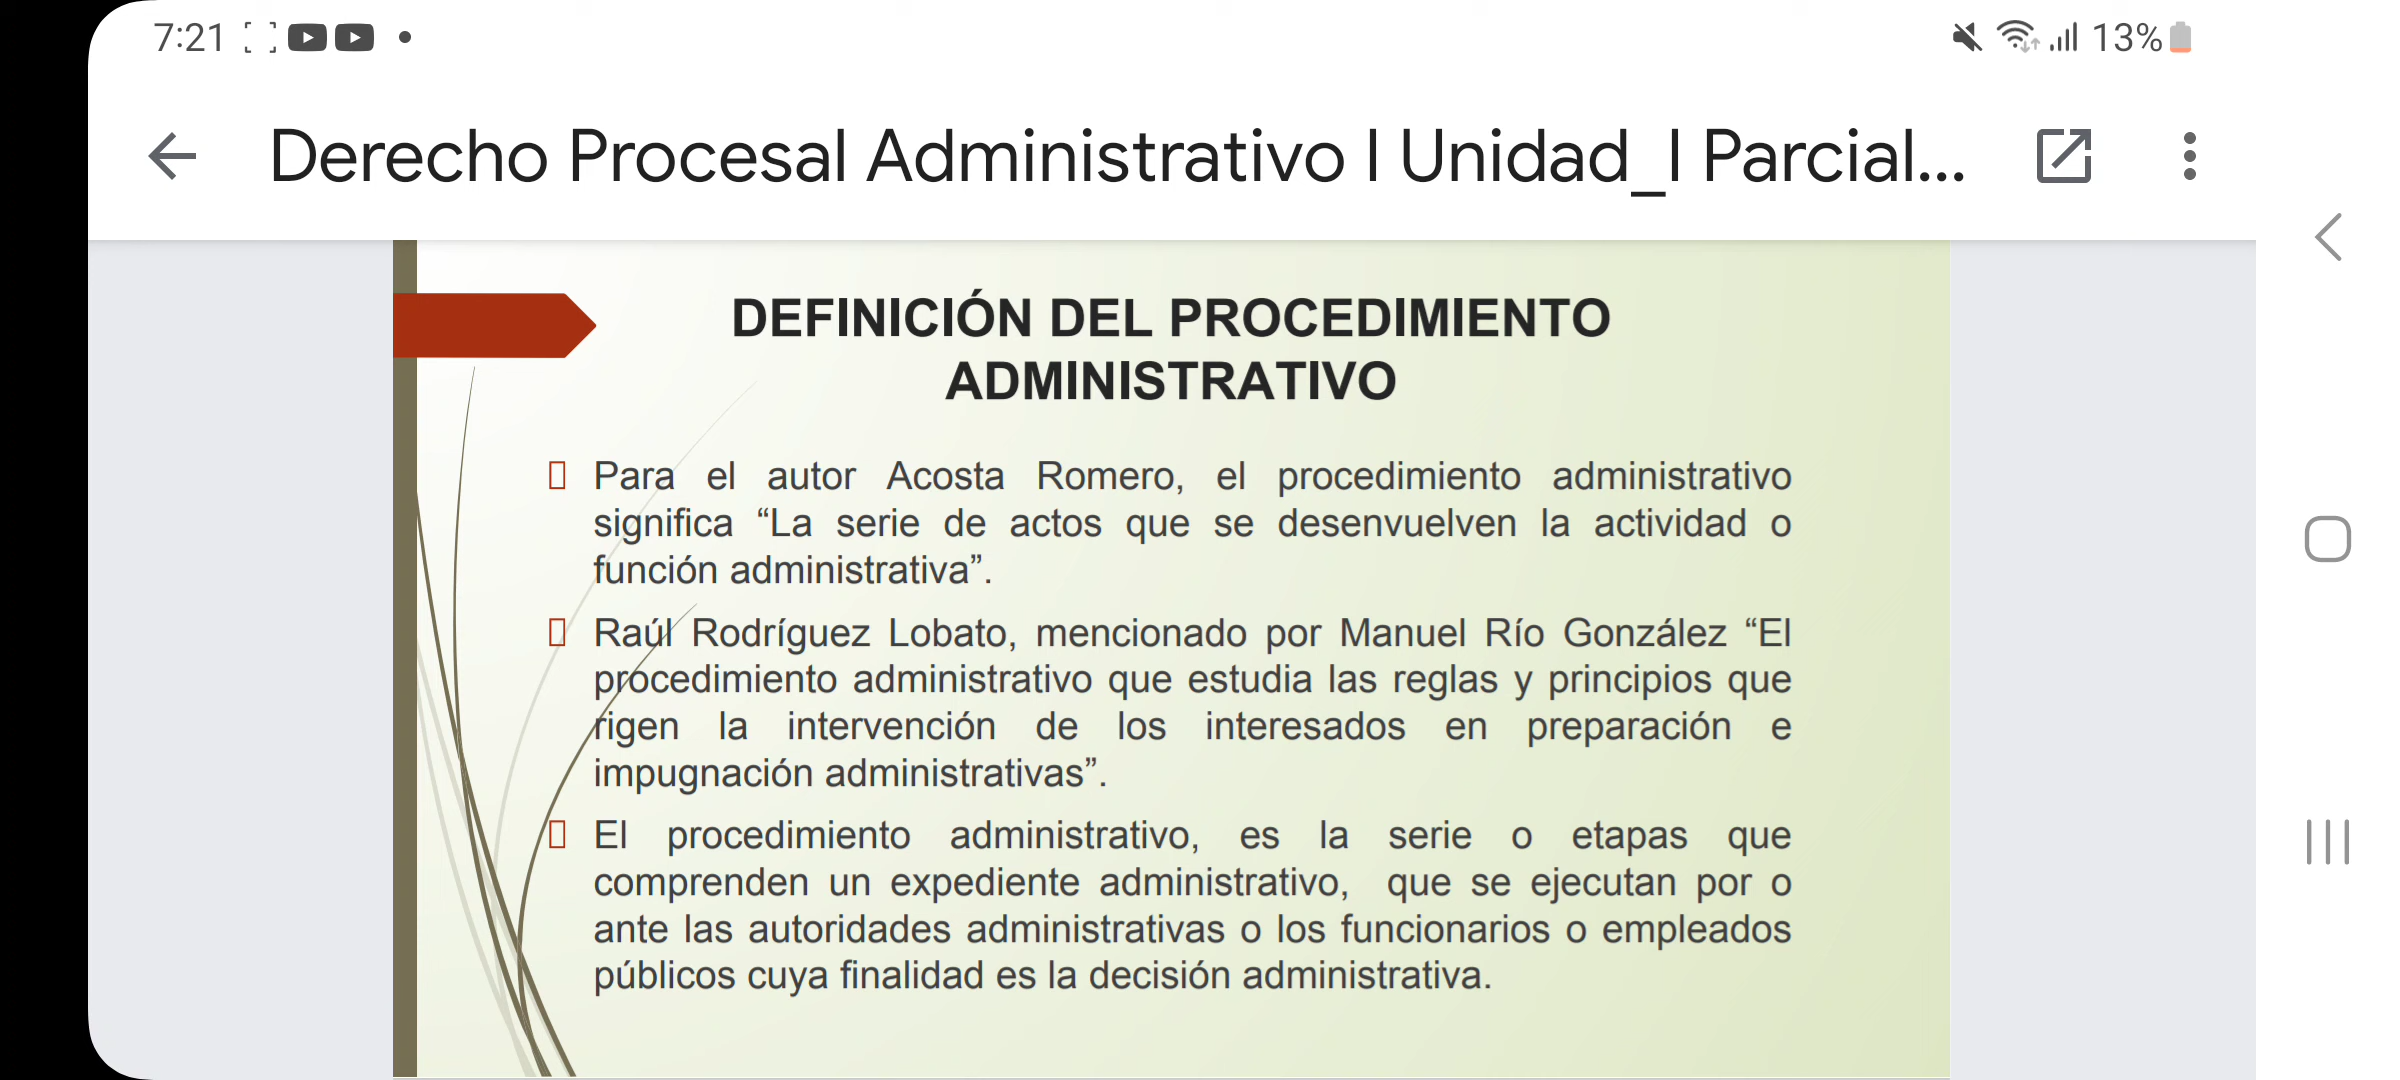 7:21
13%
Derecho Procesal Administrativo I Unidad_I Parcial...
DEFINICIÓN DEL PROCEDIMIENTO
ADMINISTRATIVO
Para el autor Acosta Romero, el procedimiento administrativo
significa “La serie de actos que se desenvuelven la actividad o
función administrativa”.
Raúl Rodríguez Lobato, mencionado por Manuel Río González “El
procedimiento administrativo que estudia las reglas y principios que
rigen la intervención de los interesados en preparación e
impugnación administrativas”.
El procedimiento administrativo, es la serie o etapas que
comprenden un expediente administrativo, que se ejecutan por o
ante las autoridades administrativas o los funcionarios o empleados
públicos cuya finalidad es la decisión administrativa.